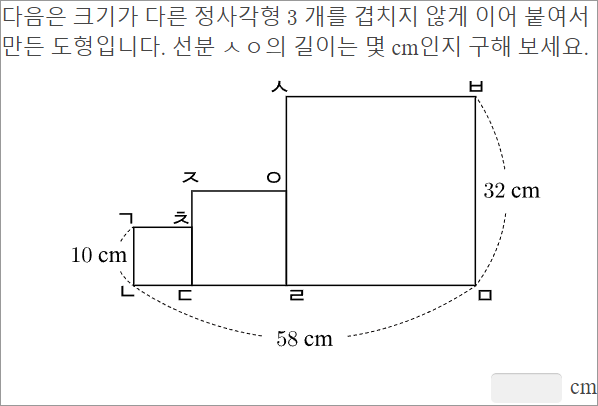 다음은 크기가 다른 정사각형 3 개를 겹치지 않게 이어 붙여서
만든 도형입니다. 선분 ㅅㅇ의 길이는 몇 cm인지 구해 보세요.
ㅅ ㅂ
ㅈ ㅇ
32 cm
ㄱ ㅊ
10 cm
ㄴ ㄷ ㄹ ㅁ
58 cm
cm